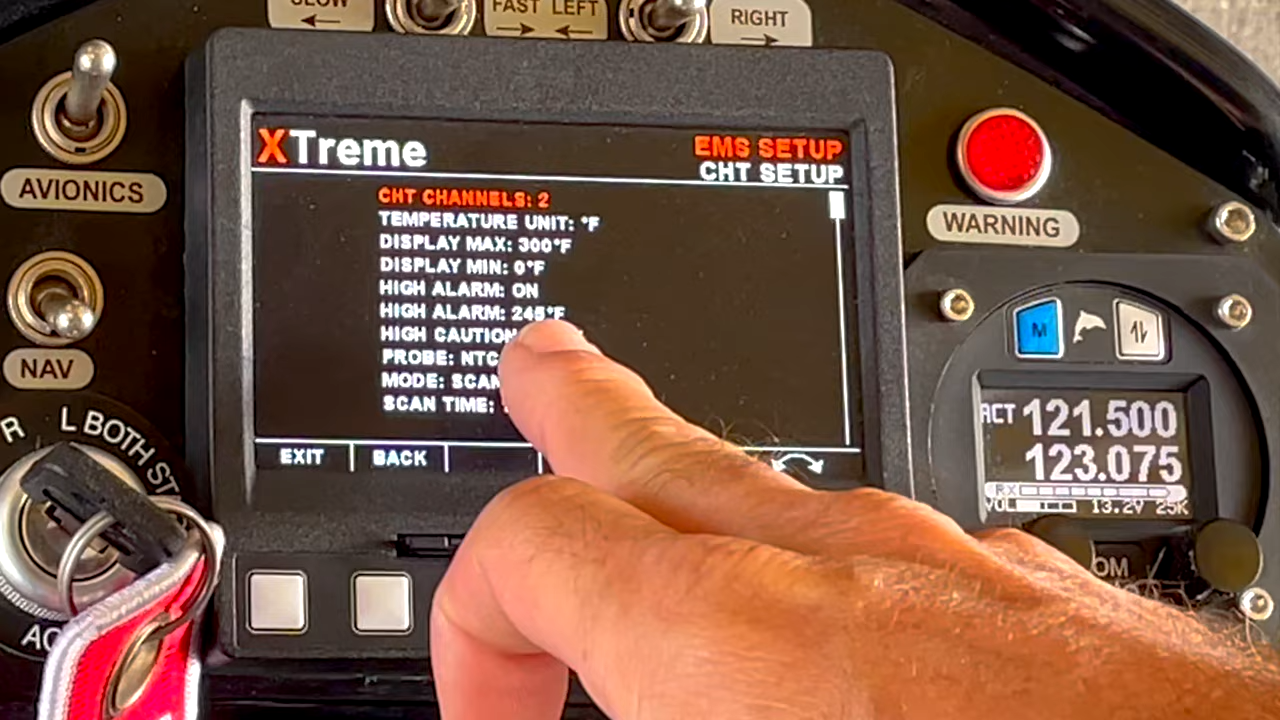 SLOW
FAST LEFT
RIGHT
AVIONICS
NAV
R L BOTH
XTreme
EMS SETUP
CHT SETUP
CHT CHANNELS: 2
TEMPERATURE UNIT: °F
DISPLAY MAX: 300°F
DISPLAY MIN: 0°F
HIGH ALARM: ON
HIGH ALARM: 245°F
HIGH CAUTION
PROBE: NTC
MODE: SCAN
SCAN TIME:
EXIT
BACK
WARNING
M
ACT 121.500
123.075
RX
VOL 13.2V 25K